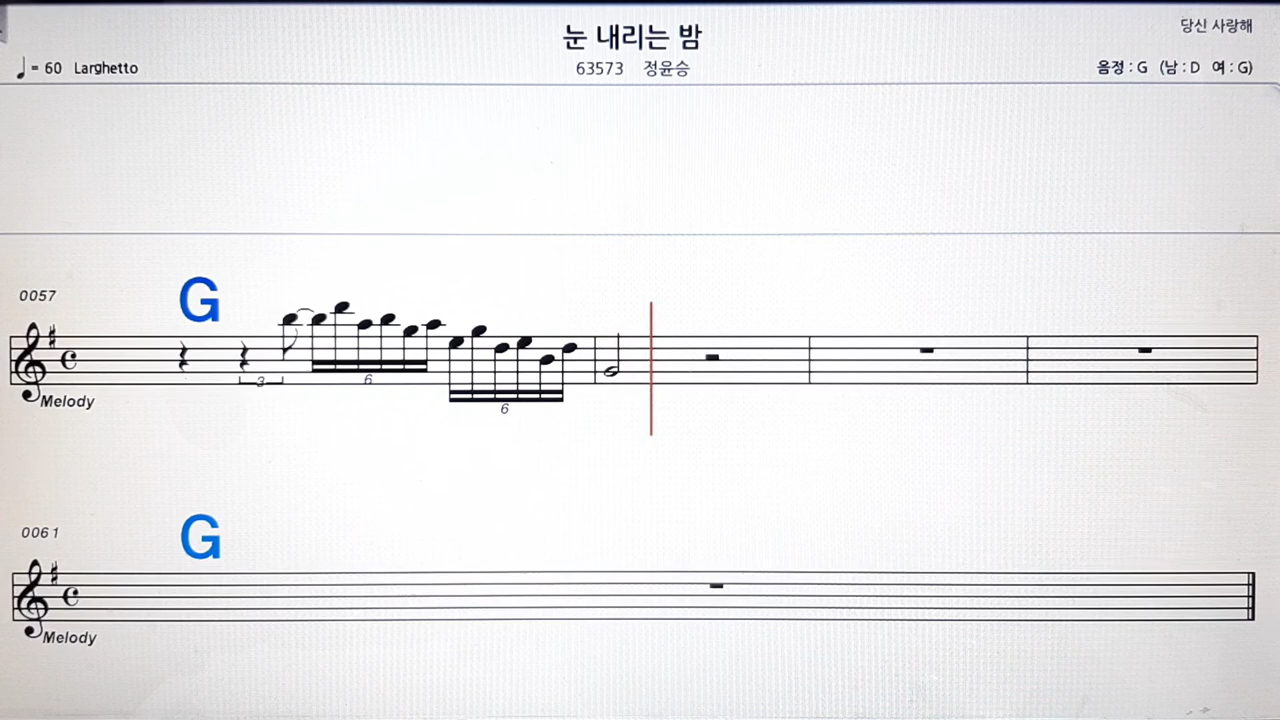 눈 내리는 밤
당신 사랑해
♩ = 60 Larghetto
63573 정윤승
음정 : G (남 : D 여 : G)
0057
G
3
6
6
Melody
0061
G
Melody